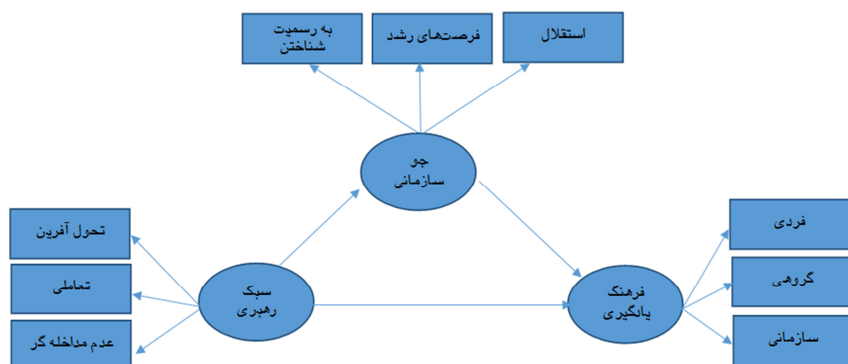 به رسمیت
شناختن
فرصت‌های رشد
استقلال
جو
سازمانی
تحول آفرین
تعاملی
عدم مداخله گر
سبک
رهبری
فرهنگ
یادگیری
فردی
گروهی
سازمانی